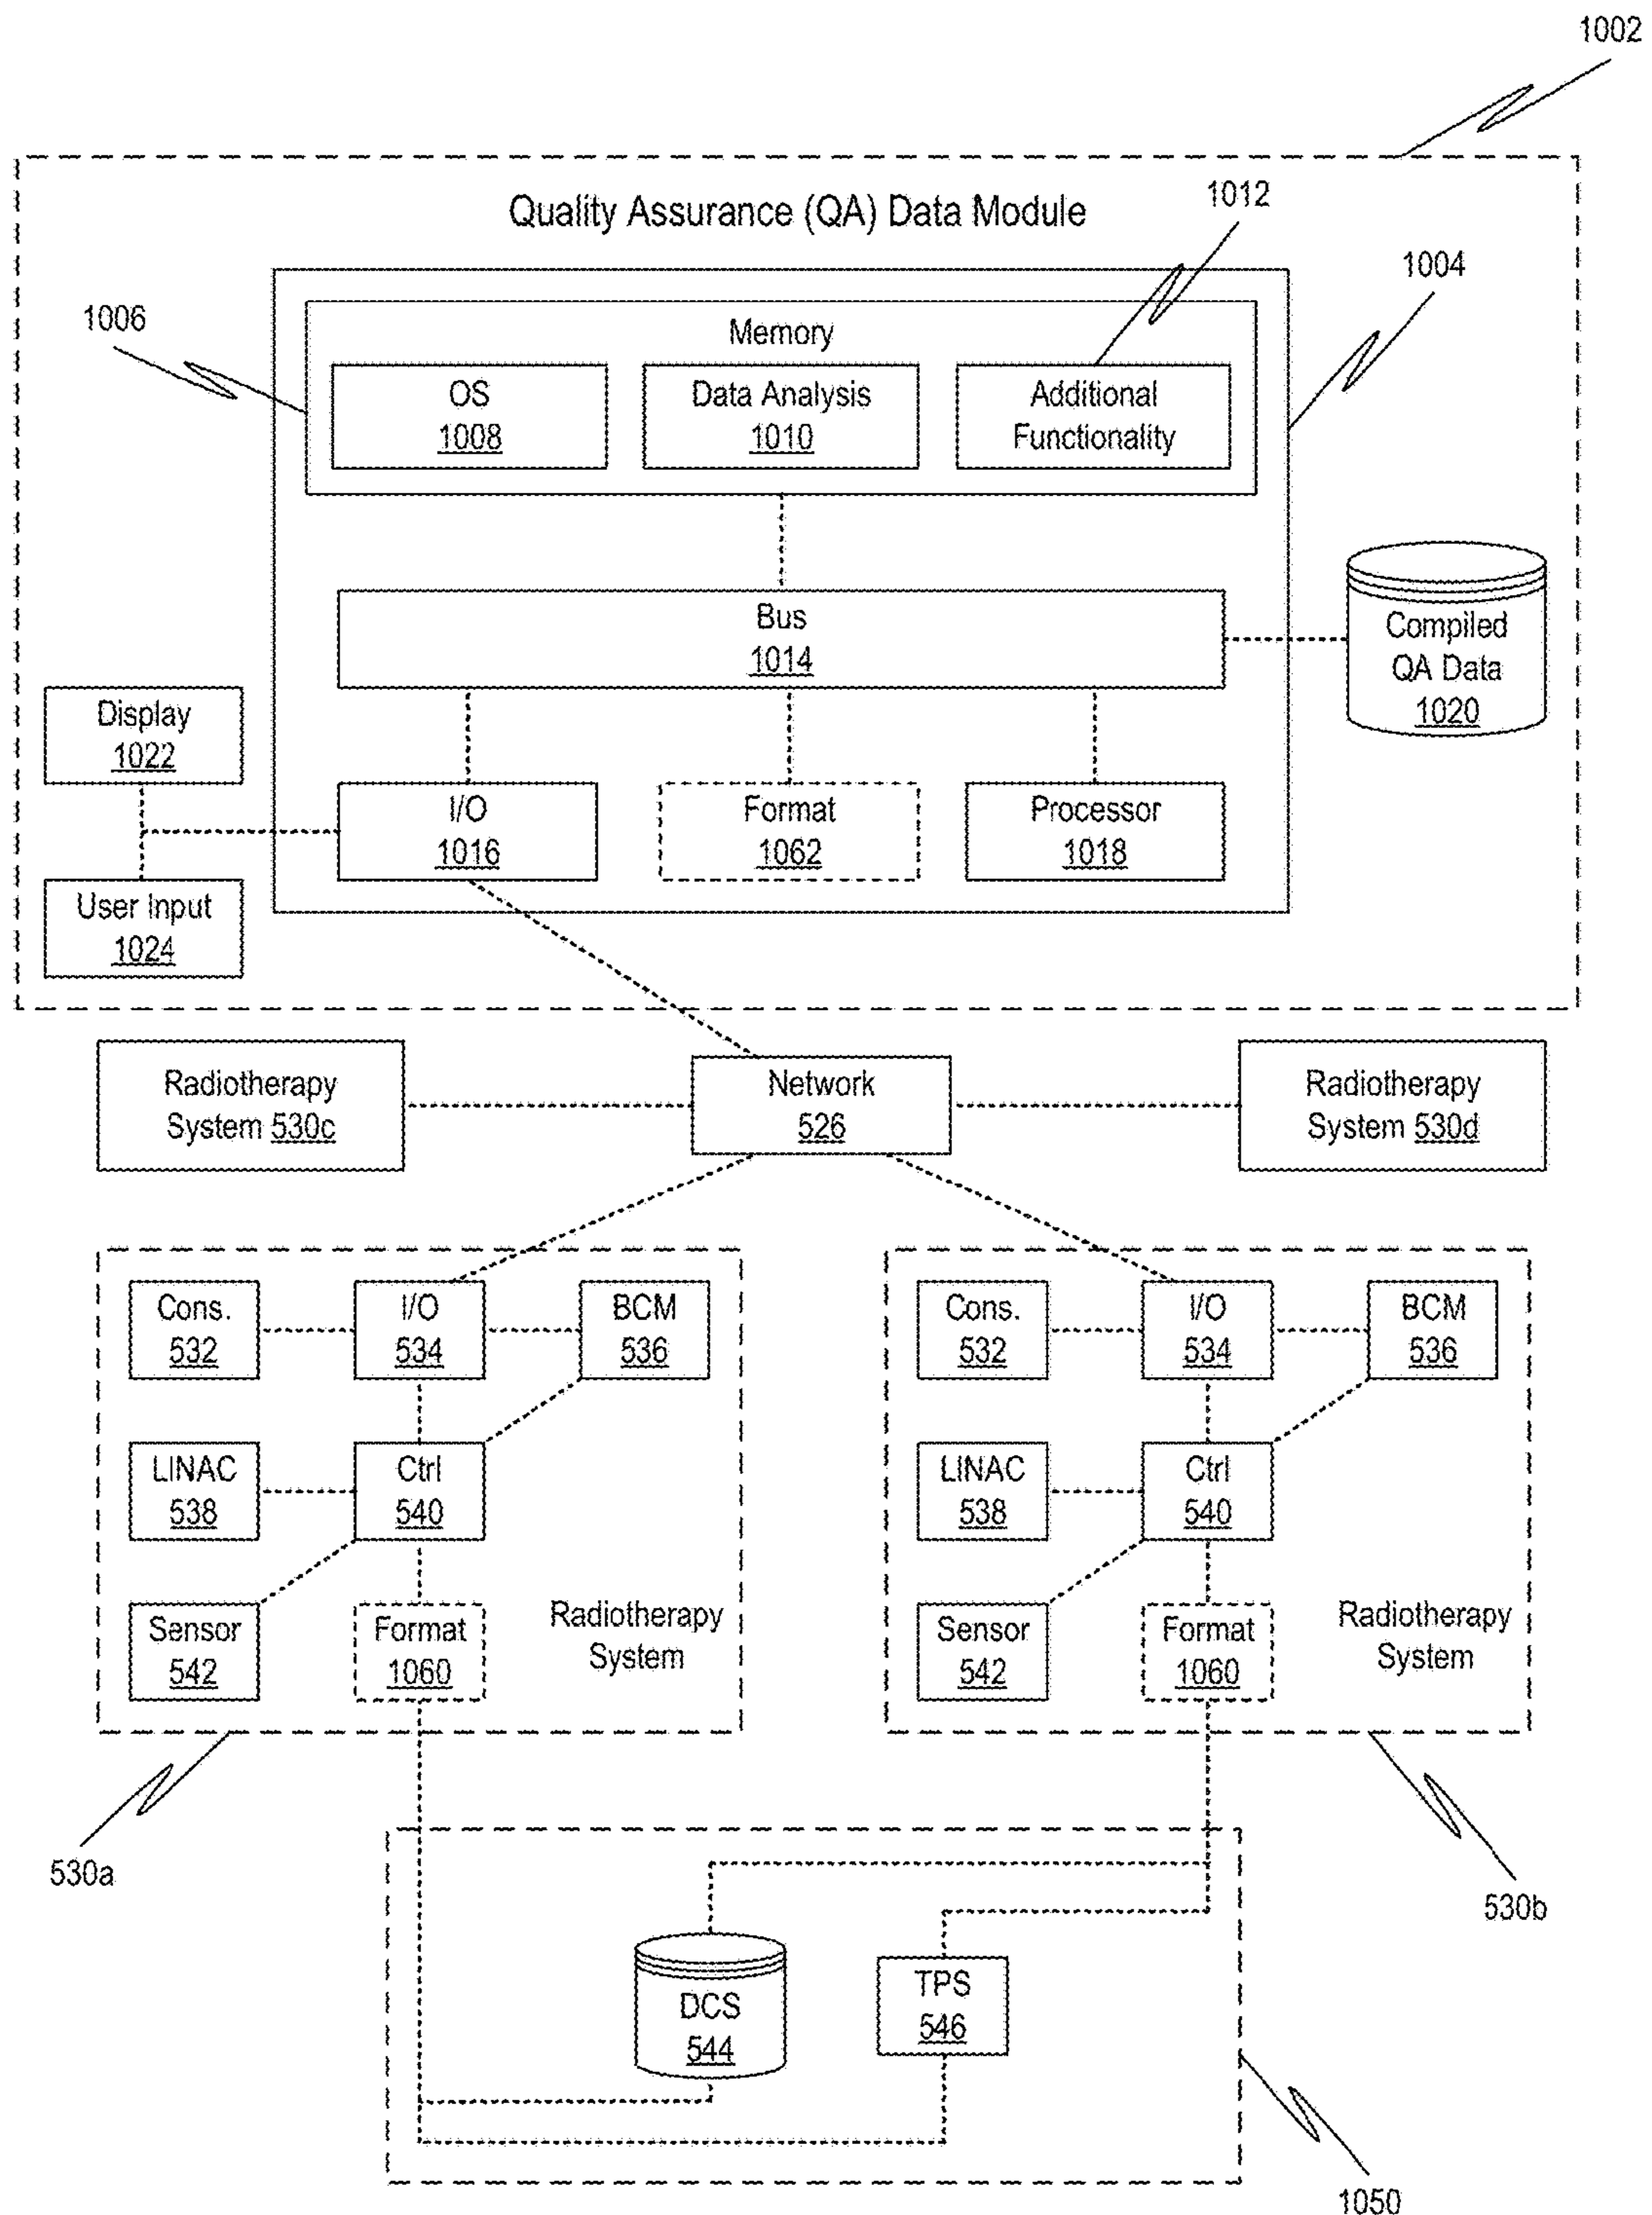 1002
Quality Assurance (QA) Data Module
1012
1004
1006
Memory
OS
1008
Data Analysis
1010
Additional
Functionality
Bus
1014
Compiled
QA Data
1020
Display
1022
I/O
1016
Format
1062
Processor
1018
User Input
1024
Radiotherapy
System 530c
Network
526
Radiotherapy
System 530d
Cons.
532
I/O
534
BCM
536
LINAC
538
Ctrl
540
Sensor
542
Format
1060
Radiotherapy
System
530a
Cons.
532
I/O
534
BCM
536
LINAC
538
Ctrl
540
Sensor
542
Format
1060
Radiotherapy
System
530b
DCS
544
TPS
546
1050